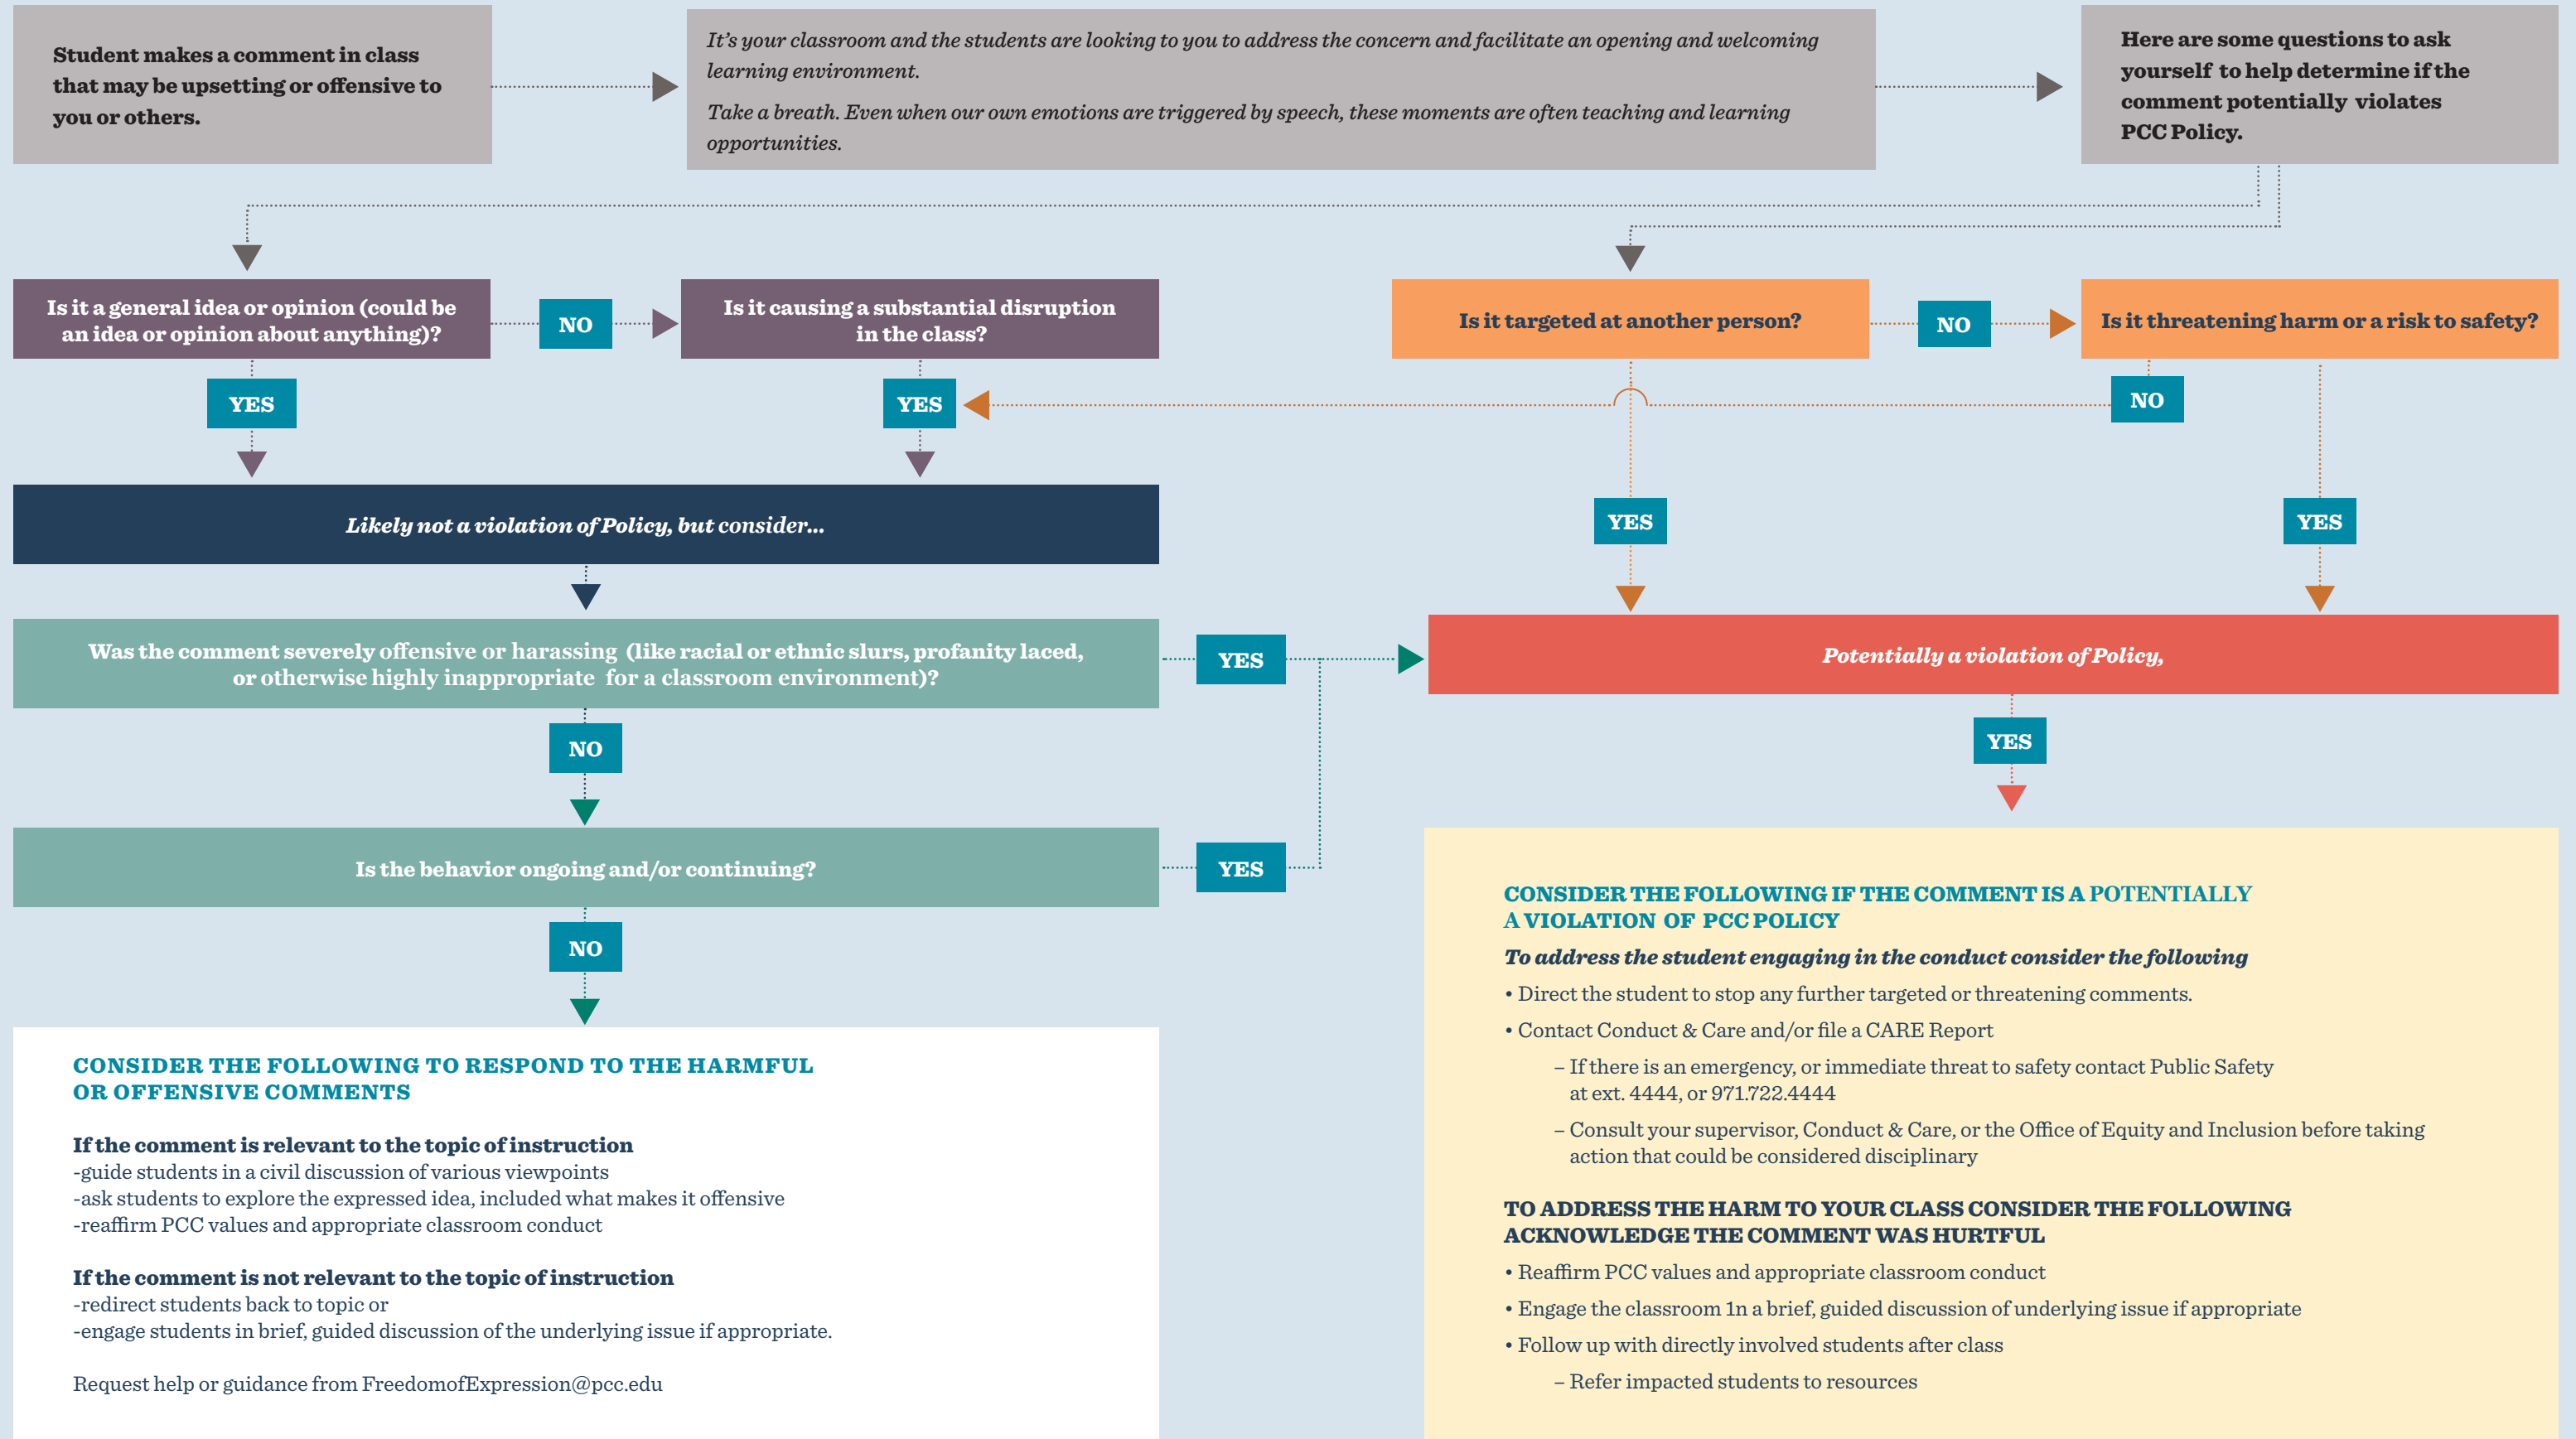 Student makes a comment in class
that may be upsetting or offensive to
you or others.
It's your classroom and the students are looking to you to address the concern and facilitate an opening and welcoming
learning environment.
Take a breath. Even when our own emotions are triggered by speech, these moments are often teaching and learning
opportunities.
Here are some questions to ask
yourself to help determine if the
comment potentially violates
PCC Policy.
Is it a general idea or opinion (could be
an idea or opinion about anything)?
NO
Is it causing a substantial disruption
in the class?
Is it targeted at another person?
NO
Is it threatening harm or a risk to safety?
YES
YES
NO
Likely not a violation of Policy, but consider...
YES
YES
Was the comment severely offensive or harassing (like racial or ethnic slurs, profanity laced,
or otherwise highly inappropriate for a classroom environment)?
YES
Potentially a violation of Policy,
NO
YES
Is the behavior ongoing and/or continuing?
YES
NO
CONSIDER THE FOLLOWING TO RESPOND TO THE HARMFUL
OR OFFENSIVE COMMENTS
If the comment is relevant to the topic of instruction
-guide students in a civil discussion of various viewpoints
-ask students to explore the expressed idea, included what makes it offensive
-reaffirm PCC values and appropriate classroom conduct
If the comment is not relevant to the topic of instruction
-redirect students back to topic or
-engage students in brief, guided discussion of the underlying issue if appropriate.
Request help or guidance from FreedomofExpression@pcc.edu
CONSIDER THE FOLLOWING IF THE COMMENT IS A POTENTIALLY
A VIOLATION OF PCC POLICY
To address the student engaging in the conduct consider the following
• Direct the student to stop any further targeted or threatening comments.
• Contact Conduct & Care and/or file a CARE Report
– If there is an emergency, or immediate threat to safety contact Public Safety
at ext. 4444, or 971.722.4444
– Consult your supervisor, Conduct & Care, or the Office of Equity and Inclusion before taking
action that could be considered disciplinary
TO ADDRESS THE HARM TO YOUR CLASS CONSIDER THE FOLLOWING
ACKNOWLEDGE THE COMMENT WAS HURTFUL
• Reaffirm PCC values and appropriate classroom conduct
• Engage the classroom 1n a brief, guided discussion of underlying issue if appropriate
• Follow up with directly involved students after class
– Refer impacted students to resources